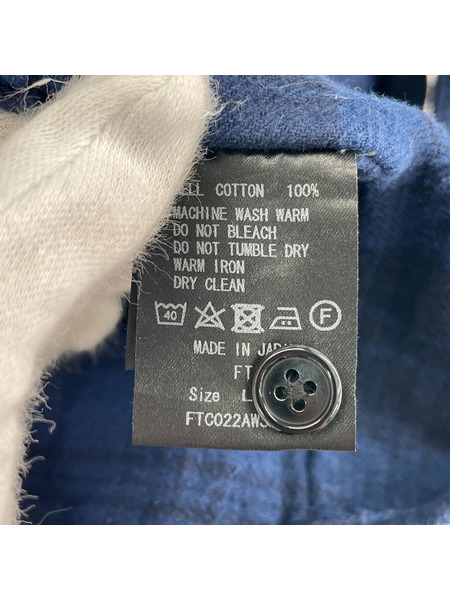 COTTON 100%
MACHINE WASH WARM
DO NOT BLEACH
DO NOT TUMBLE DRY
WARM IRON
DRY CLEAN
40 F
MADE IN JAPAN
FT
Size L
FTC022AW